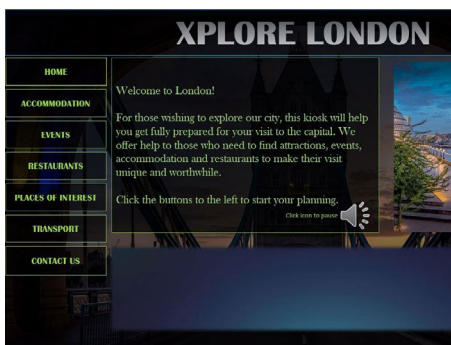 XPLORE LONDON
HOME
ACCOMMODATION
EVENTS
RESTAURANTS
PLACES OF INTEREST
TRANSPORT
CONTACT US
Welcome to London!
For those wishing to explore our city, this kiosk will help
you get fully prepared for your visit to the capital. We
offer help to those who need to find attractions, events,
accommodation and restaurants to make their visit
unique and worthwhile.
Click the buttons to the left to start your planning.
Click icon to pause